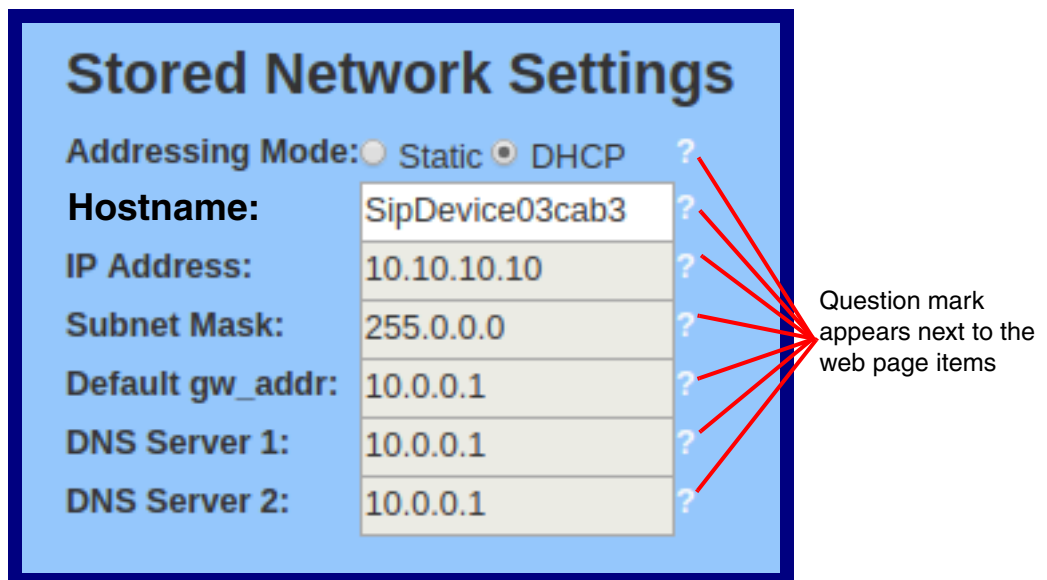 Stored Network Settings
Addressing Mode: Static DHCP ?
Hostname: SipDevice03cab3 ?
IP Address: 10.10.10.10 ?
Subnet Mask: 255.0.0.0 ?
Default gw_addr: 10.0.0.1 ?
DNS Server 1: 10.0.0.1 ?
DNS Server 2: 10.0.0.1 ?
Question mark
appears next to the
web page items